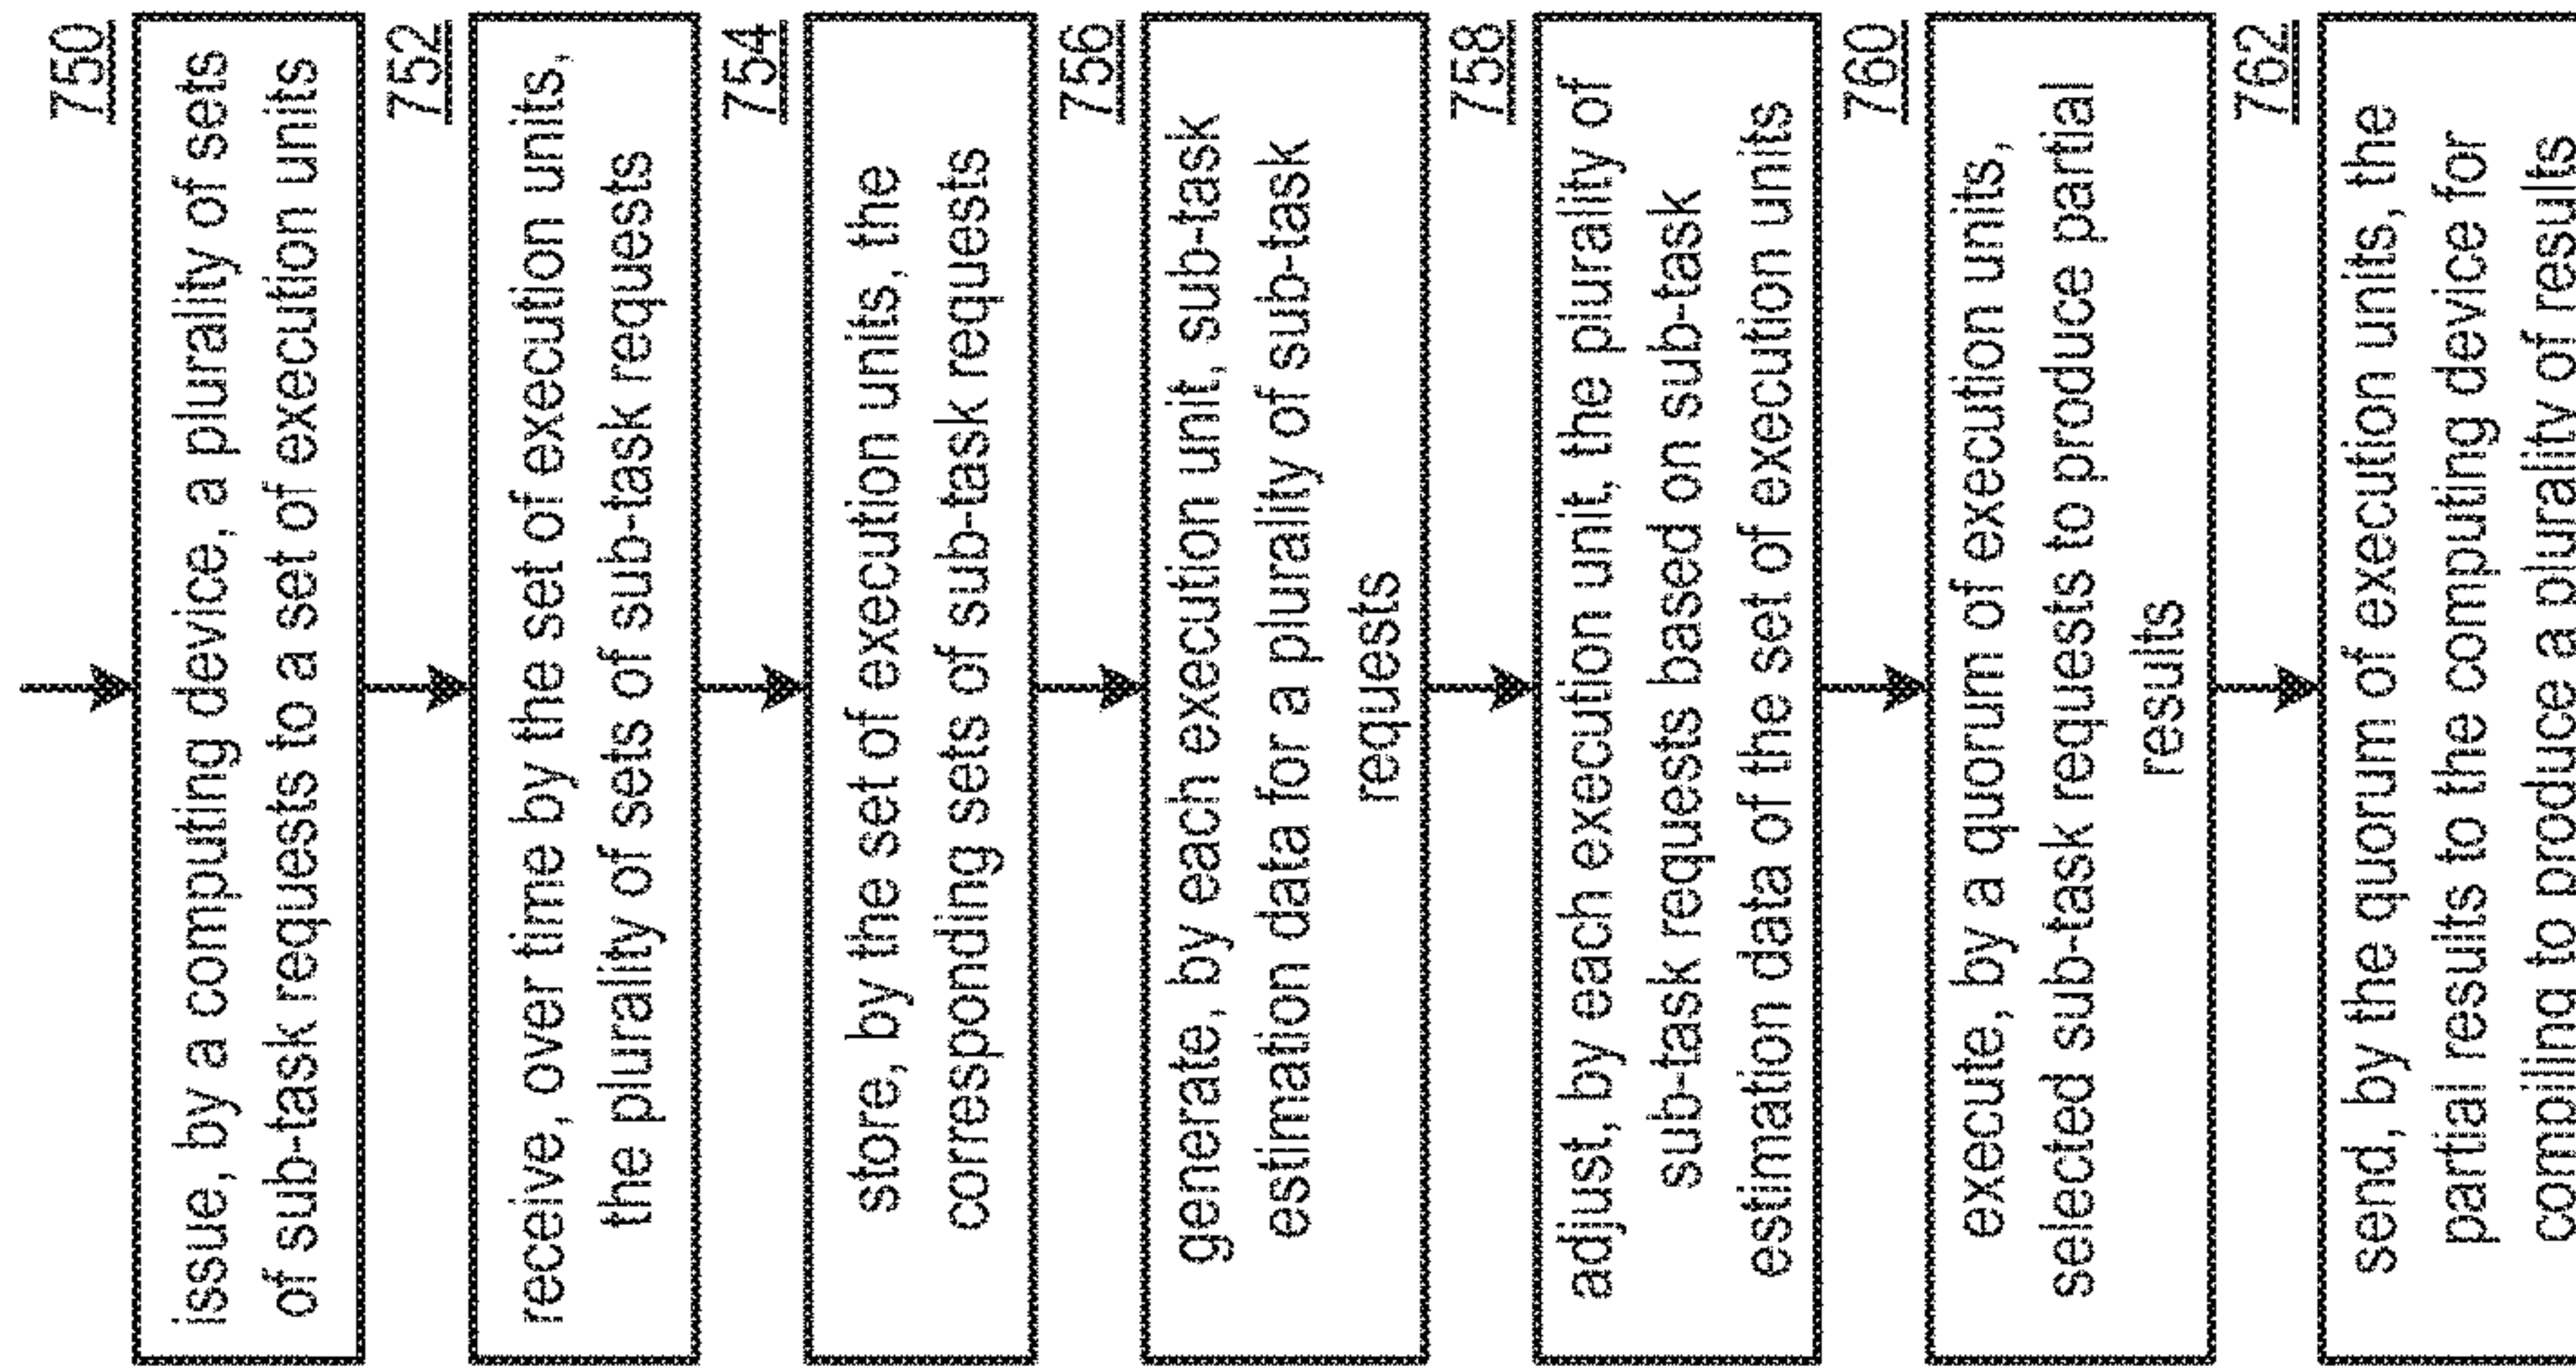 750
issue, by a computing device, a plurality of sets
of sub-task requests to a set of execution units
752
receive, over time by the set of execution units,
the plurality of sets of sub-task requests
754
store, by the set of execution units, the
corresponding sets of sub-task requests
756
generate, by each execution unit, sub-task
estimation data for a plurality of sub-task
requests
758
adjust, by each execution unit, the plurality of
sub-task requests based on sub-task
estimation data of the set of execution units
760
execute, by a quorum of execution units,
selected sub-task requests to produce partial
results
762
send, by the quorum of execution units, the
partial results to the computing device for
compiling to produce a plurality of results